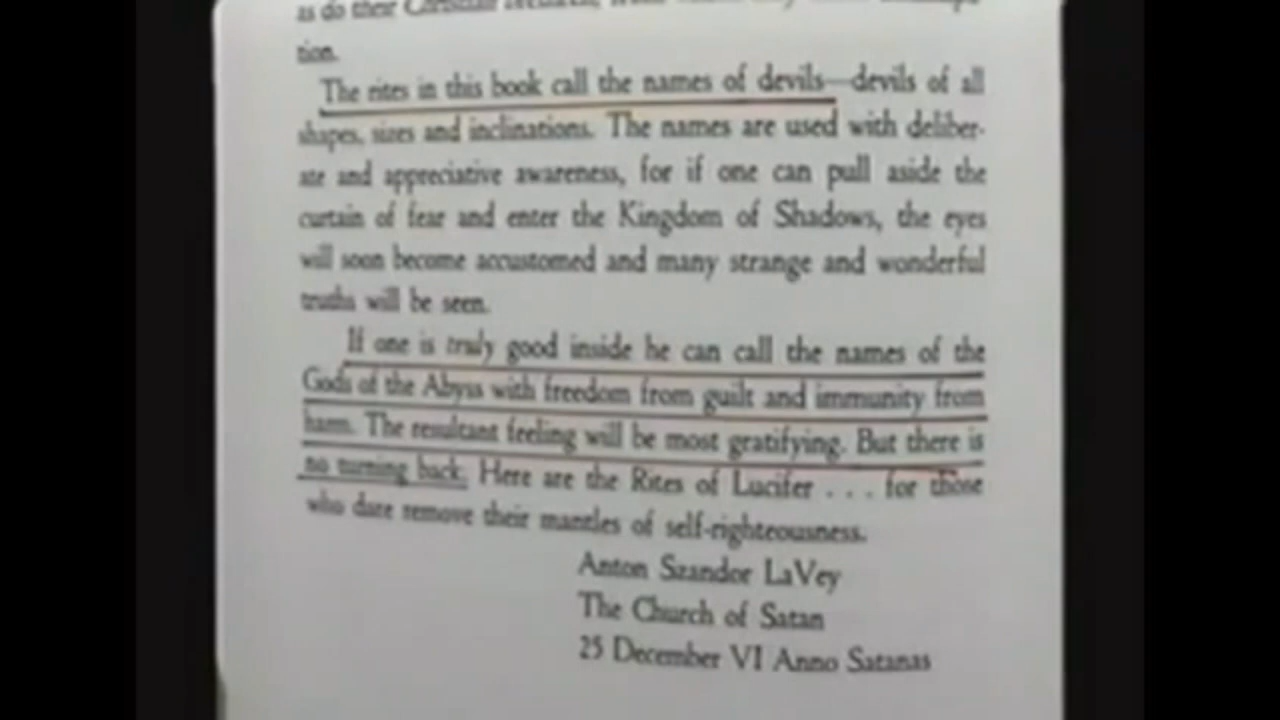 as do their Christian
tion.
The rites in this book call the names of devils—devils of all
shapes, sizes and inclinations. The names are used with deliber-
ate and appreciative awareness, for if one can pull aside the
curtain of fear and enter the Kingdom of Shadows, the eyes
will soon become accustomed and many strange and wonderful
truths will be seen.
If one is truly good inside he can call the names of the
Gods of the Abyss with freedom from guilt and immunity from
harm. The resultant feeling will be most gratifying. But there is
no turning back. Here are the Rites of Lucifer . . . for those
who dare remove their mantles of self-righteousness.
Anton Szandor LaVey
The Church of Satan
25 December VI Anno Satanas